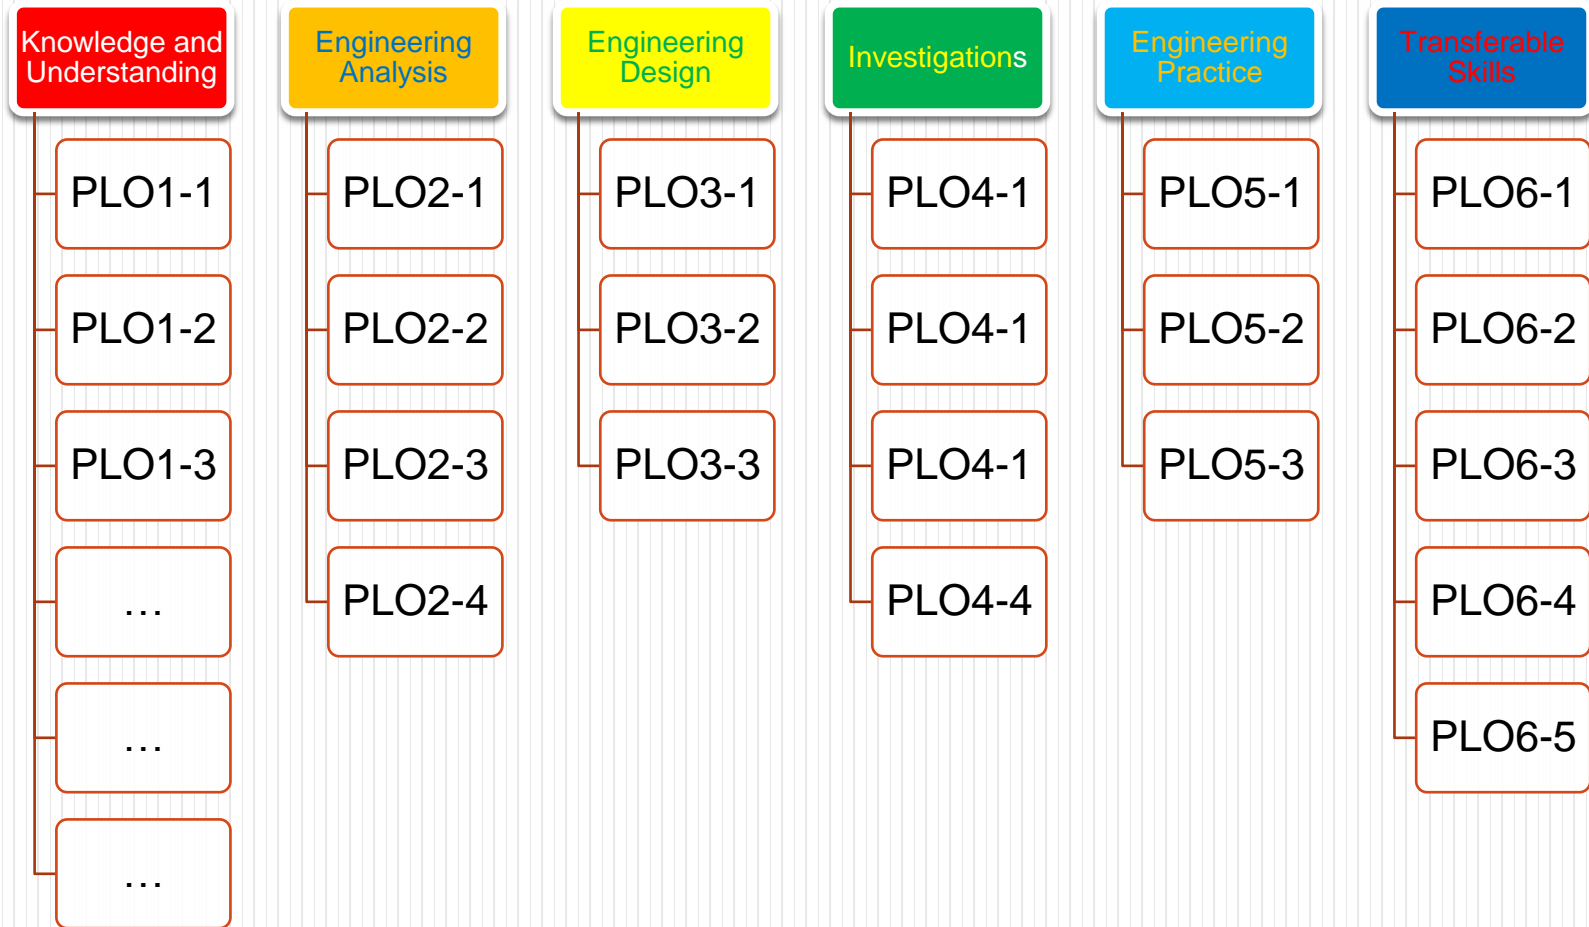 Knowledge and
Understanding
PLO1-1
PLO1-2
PLO1-3
...
...
...
Engineering
Analysis
PLO2-1
PLO2-2
PLO2-3
PLO2-4
Engineering
Design
PLO3-1
PLO3-2
PLO3-3
Investigations
PLO4-1
PLO4-1
PLO4-1
PLO4-4
Engineering
Practice
PLO5-1
PLO5-2
PLO5-3
Transferable
Skills
PLO6-1
PLO6-2
PLO6-3
PLO6-4
PLO6-5